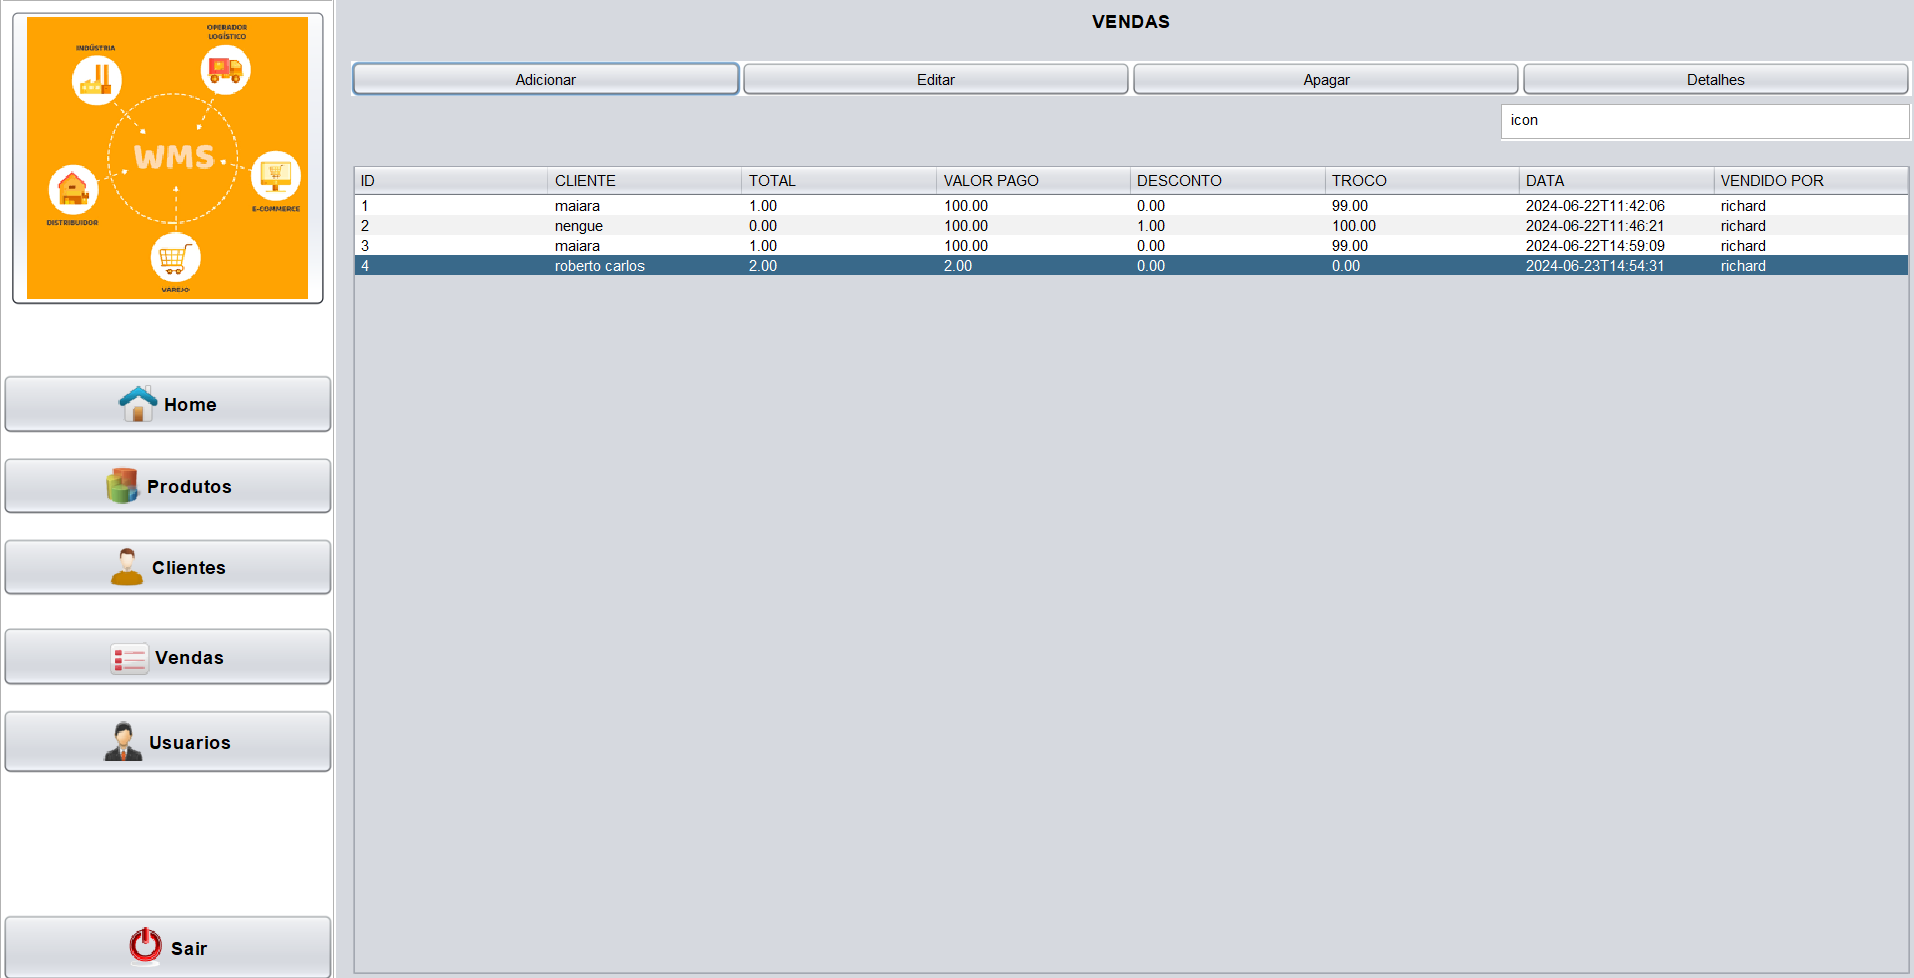 OPERADOR
LOGÍSTICO
INDÚSTRIA
WMS
DISTRIBUIDOR
E-COMMERCE
VAREJO
Home
Produtos
Clientes
Vendas
Usuarios
Sair
VENDAS
Adicionar Editar Apagar Detalhes
icon
ID CLIENTE TOTAL VALOR PAGO DESCONTO TROCO DATA VENDIDO POR
1 maiara 1.00 100.00 0.00 99.00 2024-06-22T11:42:06 richard
2 nengue 0.00 100.00 1.00 100.00 2024-06-22T11:46:21 richard
3 maiara 1.00 100.00 0.00 99.00 2024-06-22T14:59:09 richard
4 roberto carlos 2.00 2.00 0.00 0.00 2024-06-23T14:54:31 richard